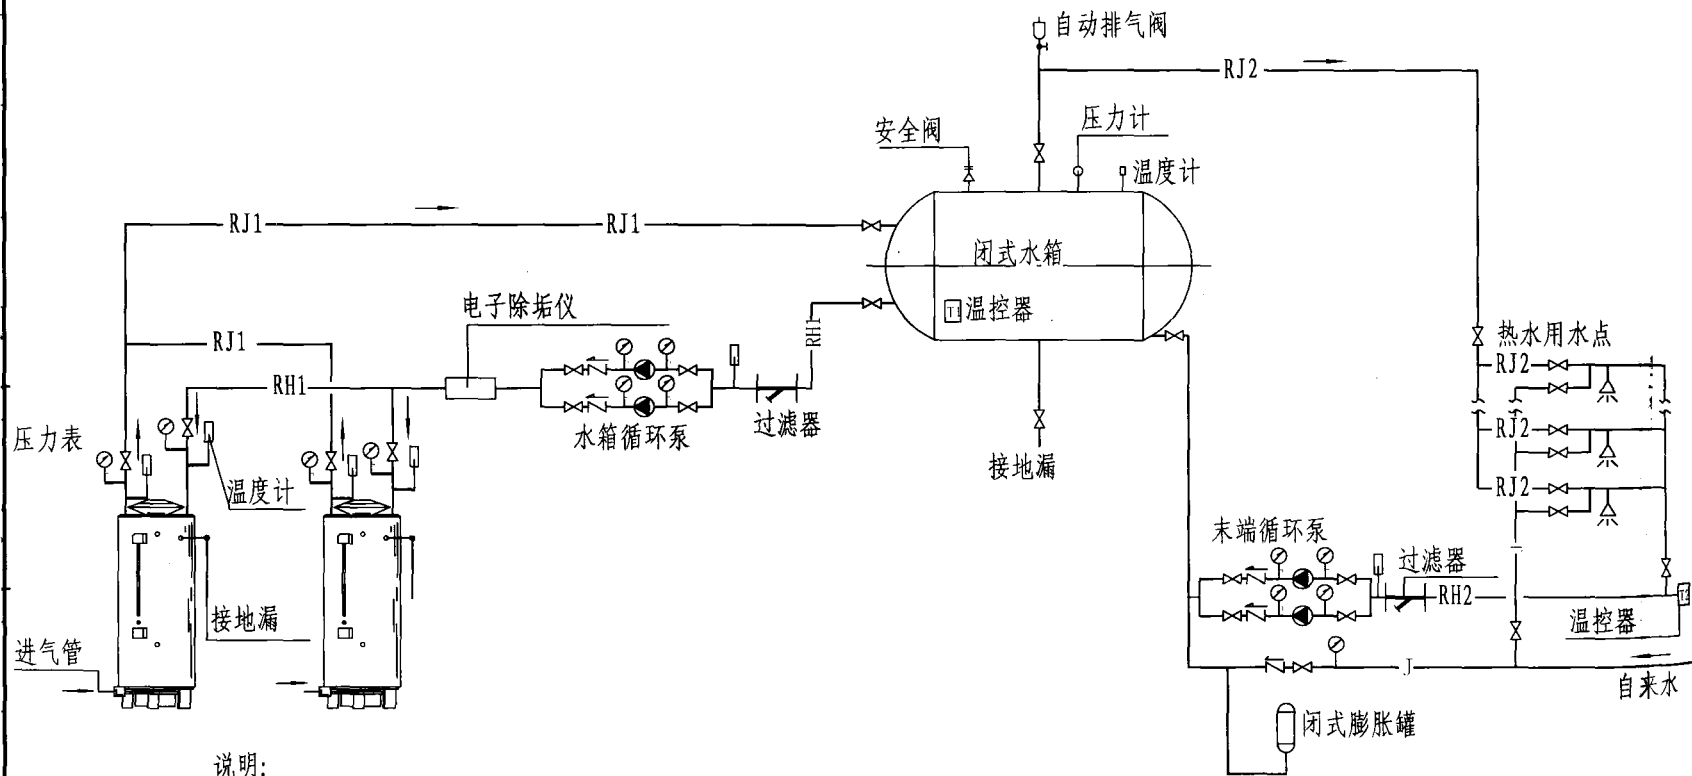 自动排气阀
RJ2
安全阀
压力计
温度计
RJ1
RJ1
闭式水箱
电子除垢仪
T1
温控器
RH1
热水用水点
RJ1
RJ2
RH1
过滤器
压力表
水箱循环泵
RJ2
接地漏
温度计
RJ2
末端循环泵
过滤器
RH2
接地漏
温控器
进气管
J
自来水
闭式膨胀罐
说明: